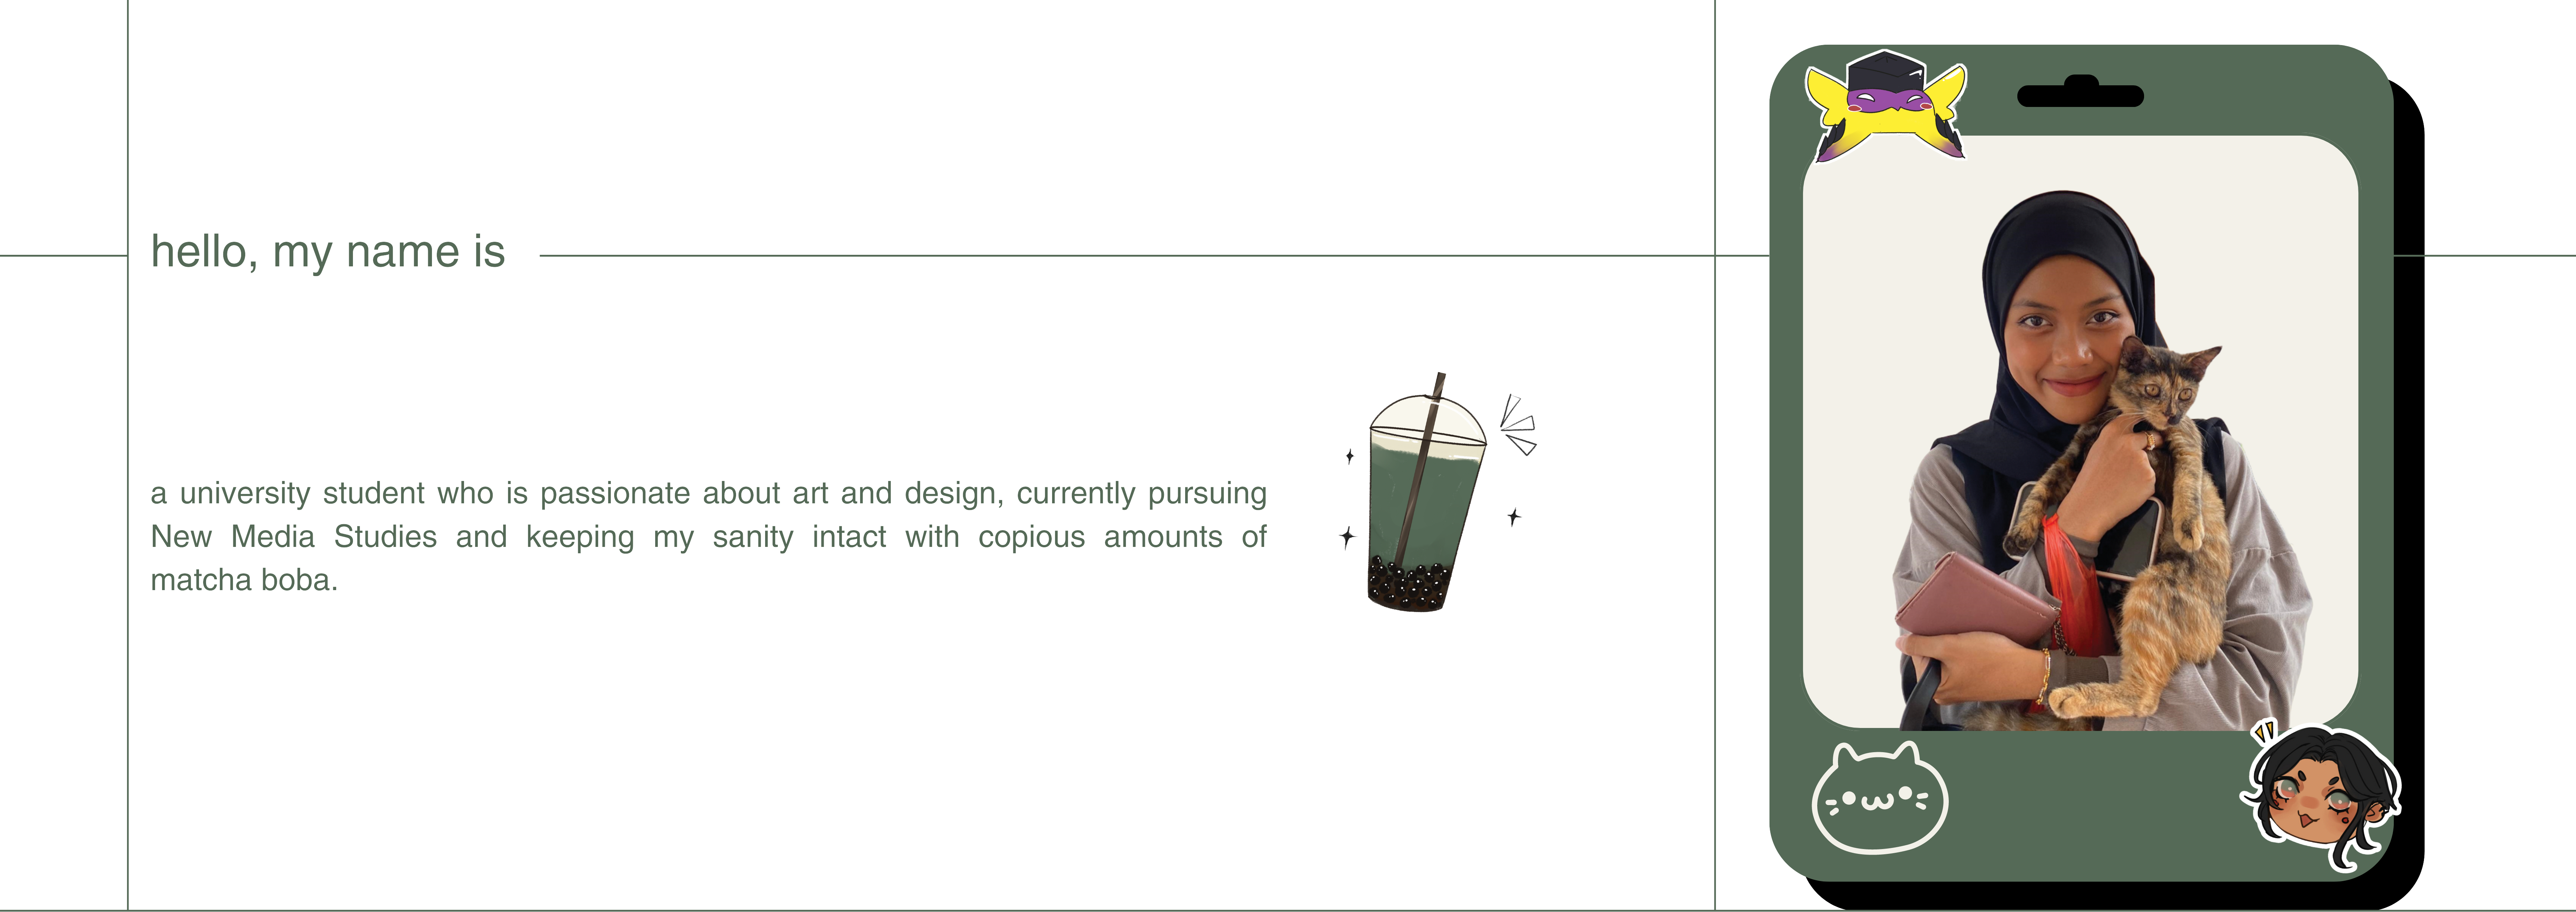 hello, my name is
a university student who is passionate about art and design, currently pursuing
New Media Studies and keeping my sanity intact with copious amounts of
matcha boba.